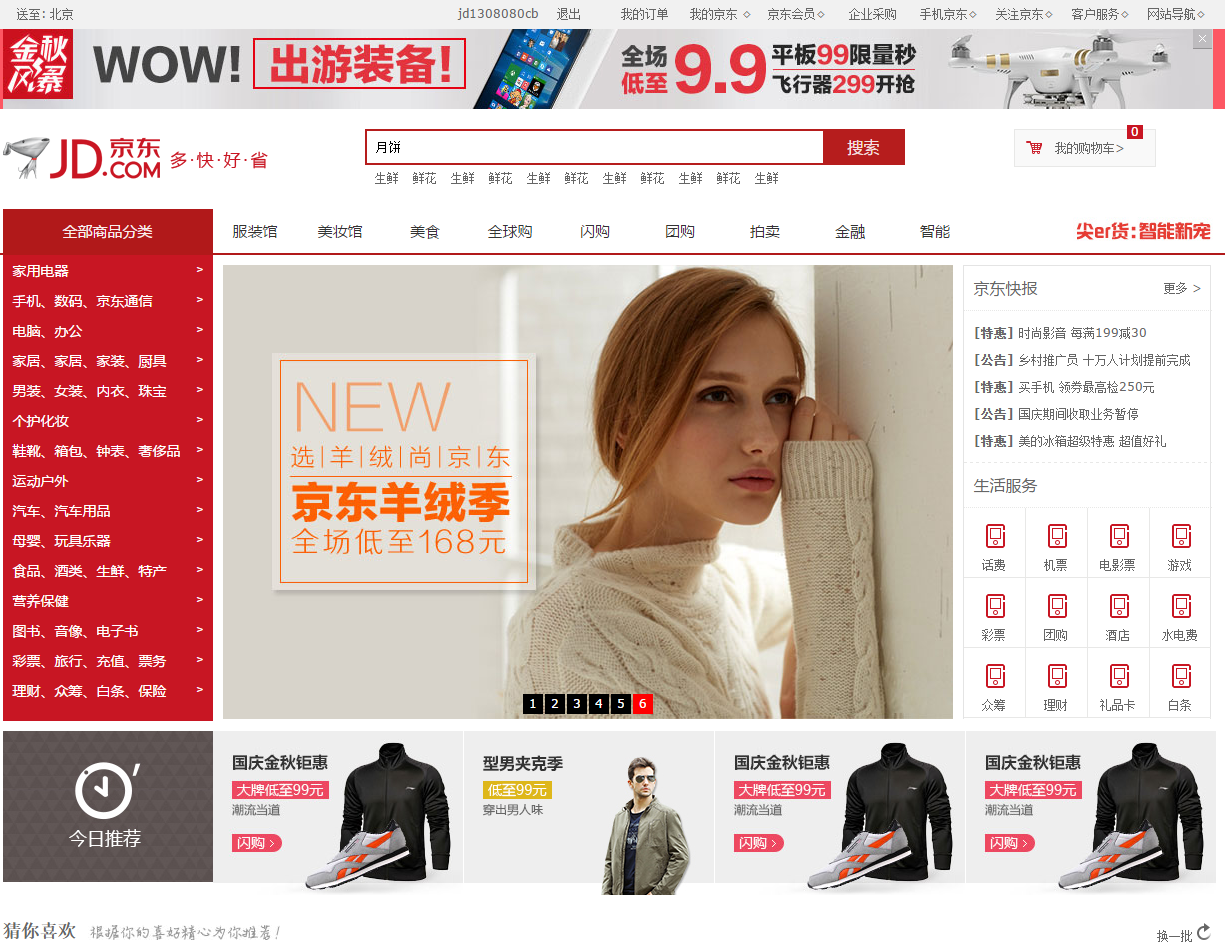 送至: 北京 jd1308080cb 退出 我的订单 我的京东 京东会员 企业采购 手机京东 关注京东 客户服务 网站导航
金秋风暴 WOW! 出游装备! 全场低至9.9 平板99限量秒
飞行器299开抢
JD.COM 京东 多·快·好·省
月饼 搜索
0
我的购物车>
生鲜 鲜花 生鲜 鲜花 生鲜 鲜花 生鲜 鲜花 生鲜 鲜花 生鲜
全部商品分类 服装馆 美妆馆 美食 全球购 闪购 团购 拍卖 金融 智能 尖er货:智能新宠
家用电器 >
手机、数码、京东通信 >
电脑、办公 >
家居、家居、家装、厨具 >
男装、女装、内衣、珠宝 >
个护化妆 >
鞋靴、箱包、钟表、奢侈品 >
运动户外 >
汽车、汽车用品 >
母婴、玩具乐器 >
食品、酒类、生鲜、特产 >
营养保健 >
图书、音像、电子书 >
彩票、旅行、充值、票务 >
理财、众筹、白条、保险 >
NEW
选|羊|绒|尚|京|东
京东羊绒季
全场低至168元
1 2 3 4 5 6
京东快报 更多 >
[特惠] 时尚影音 每满199减30
[公告] 乡村推广员 十万人计划提前完成
[特惠] 买手机 领券最高检250元
[公告] 国庆期间收取业务暂停
[特惠] 美的冰箱超级特惠 超值好礼
生活服务
话费 机票 电影票 游戏
彩票 团购 酒店 水电费
众筹 理财 礼品卡 白条
今日推荐
国庆金秋钜惠
大牌低至99元
潮流当道
闪购 >
型男夹克季
低至99元
穿出男人味
国庆金秋钜惠
大牌低至99元
潮流当道
闪购 >
国庆金秋钜惠
大牌低至99元
潮流当道
闪购 >
猜你喜欢 根据你的喜好精心为你推荐! 换一批